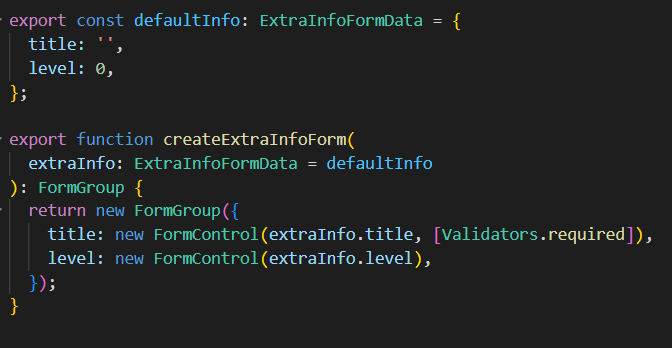 export const defaultInfo: ExtraInfoFormData = {
  title: '',
  level: 0,
};

export function createExtraInfoForm(
  extraInfo: ExtraInfoFormData = defaultInfo
): FormGroup {
  return new FormGroup({
    title: new FormControl(extraInfo.title, [Validators.required]),
    level: new FormControl(extraInfo.level),
  });
}